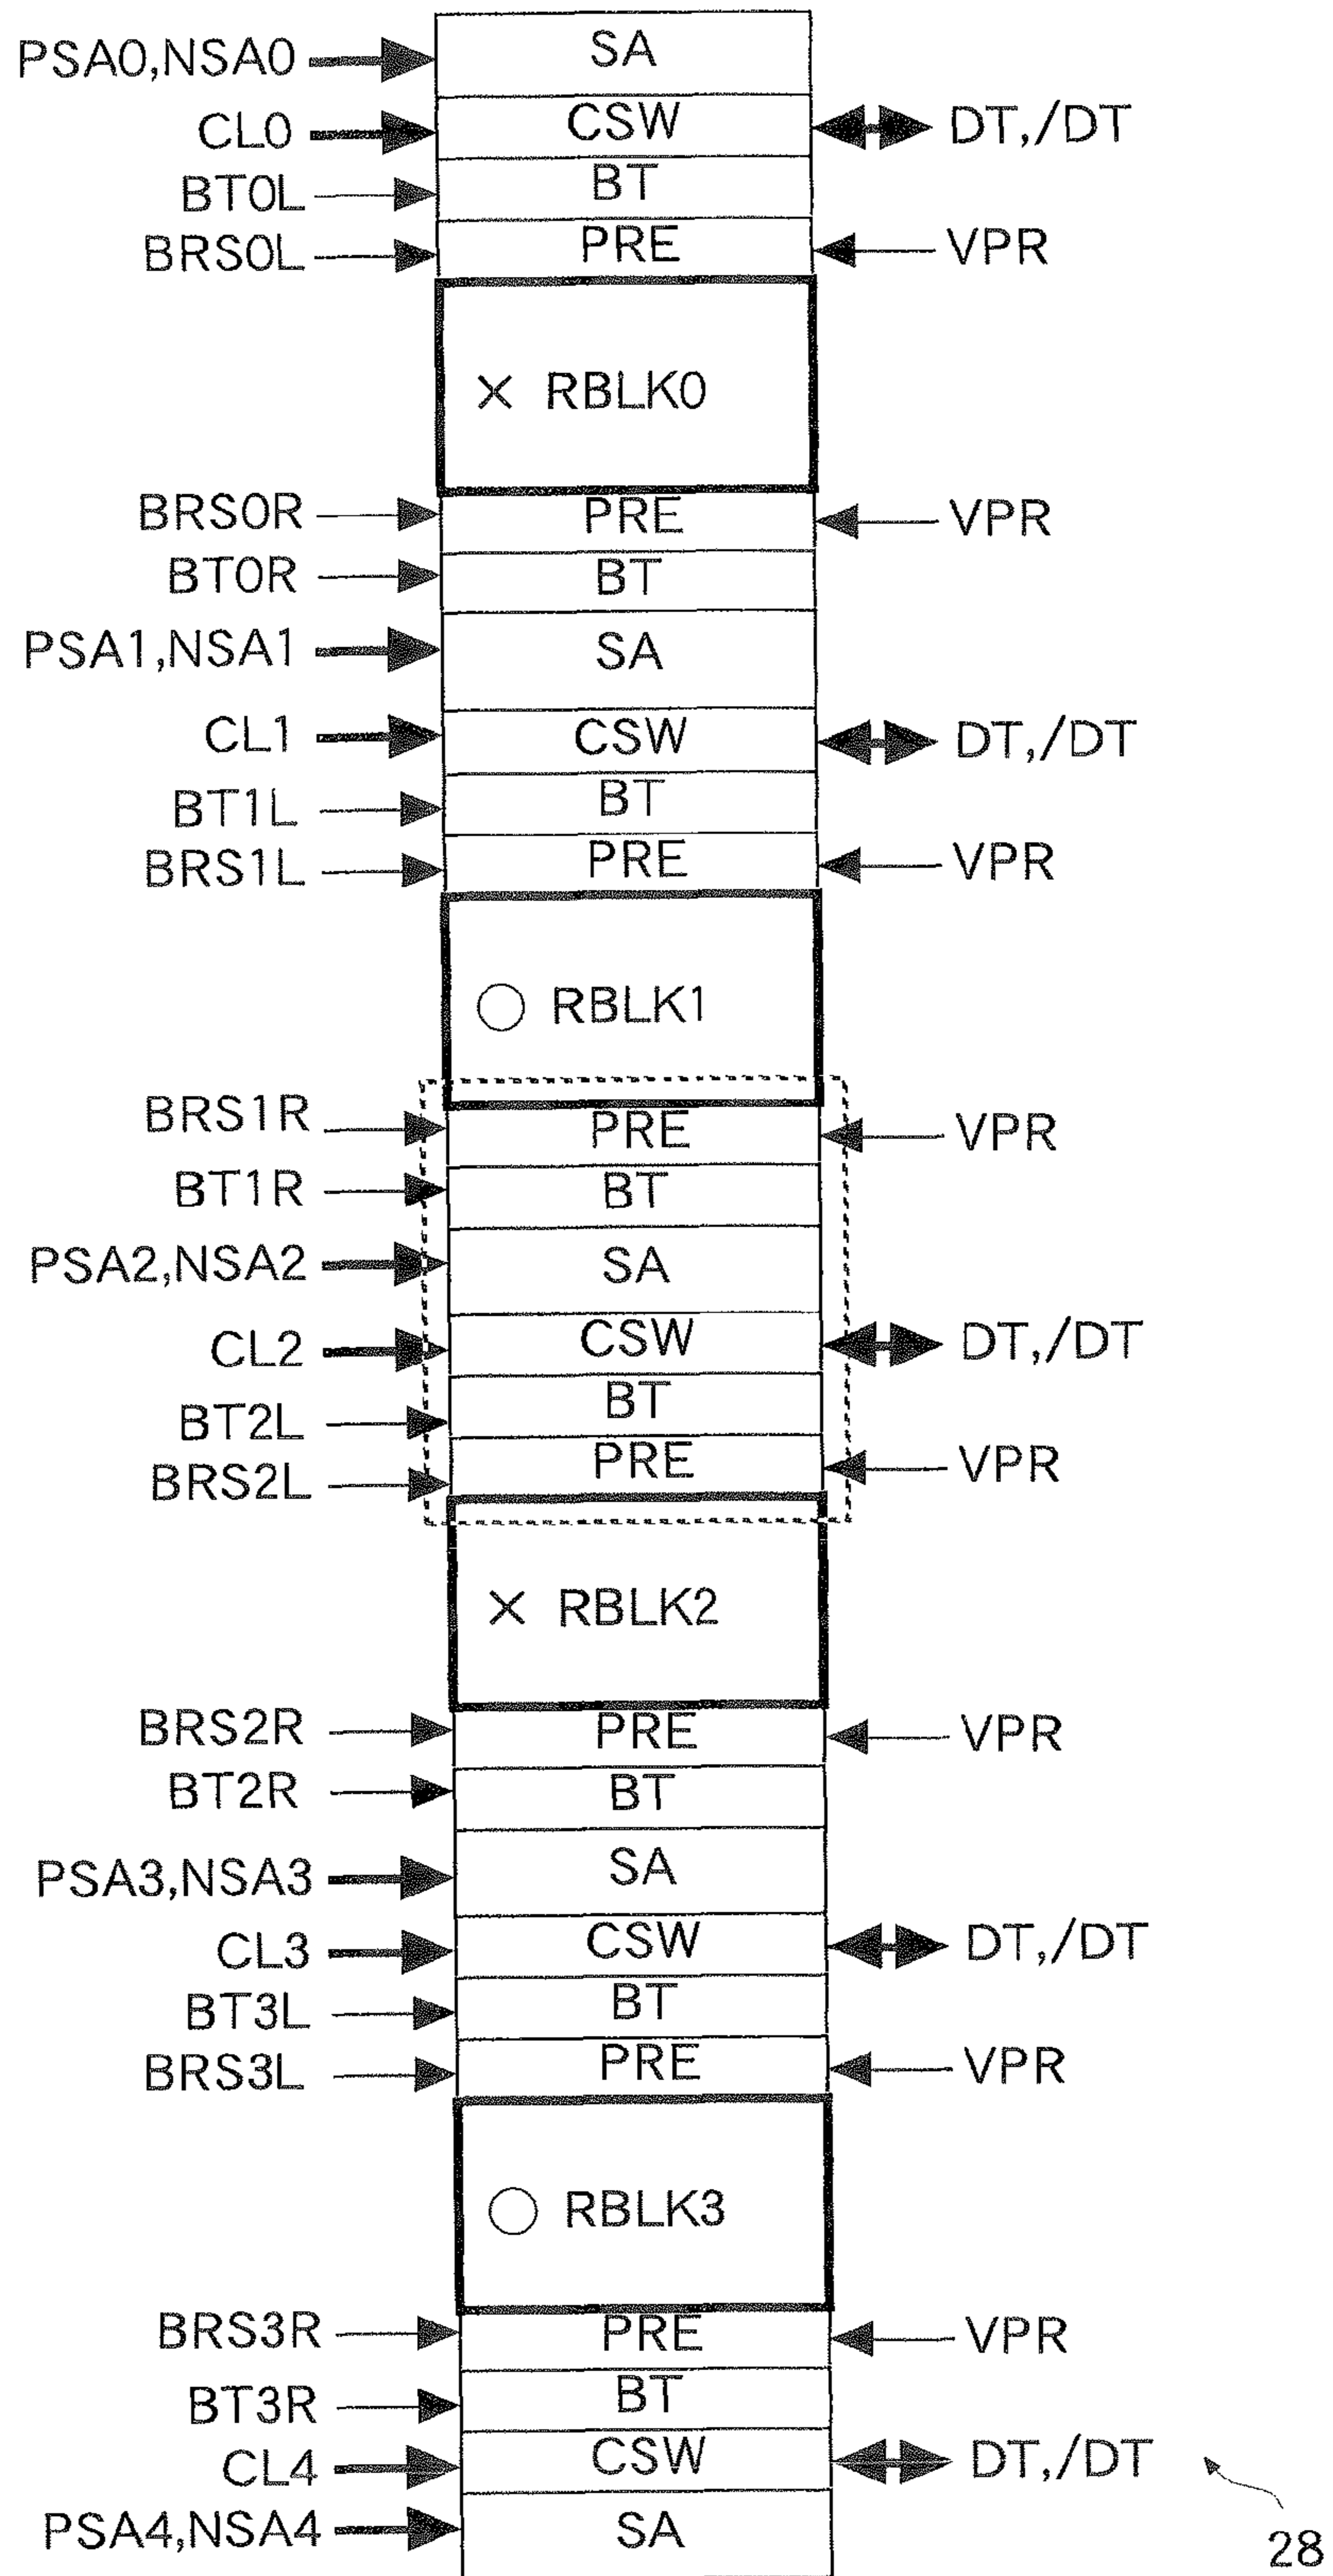 PSA0,NSA0 SA
CL0 CSW DT,/DT
BT0L BT
BRS0L PRE VPR
× RBLK0
BRS0R PRE VPR
BT0R BT
PSA1,NSA1 SA
CL1 CSW DT,/DT
BT1L BT
BRS1L PRE VPR
○ RBLK1
BRS1R PRE VPR
BT1R BT
PSA2,NSA2 SA
CL2 CSW DT,/DT
BT2L BT
BRS2L PRE VPR
× RBLK2
BRS2R PRE VPR
BT2R BT
PSA3,NSA3 SA
CL3 CSW DT,/DT
BT3L BT
BRS3L PRE VPR
○ RBLK3
BRS3R PRE VPR
BT3R BT
CL4 CSW DT,/DT
PSA4,NSA4 SA
28